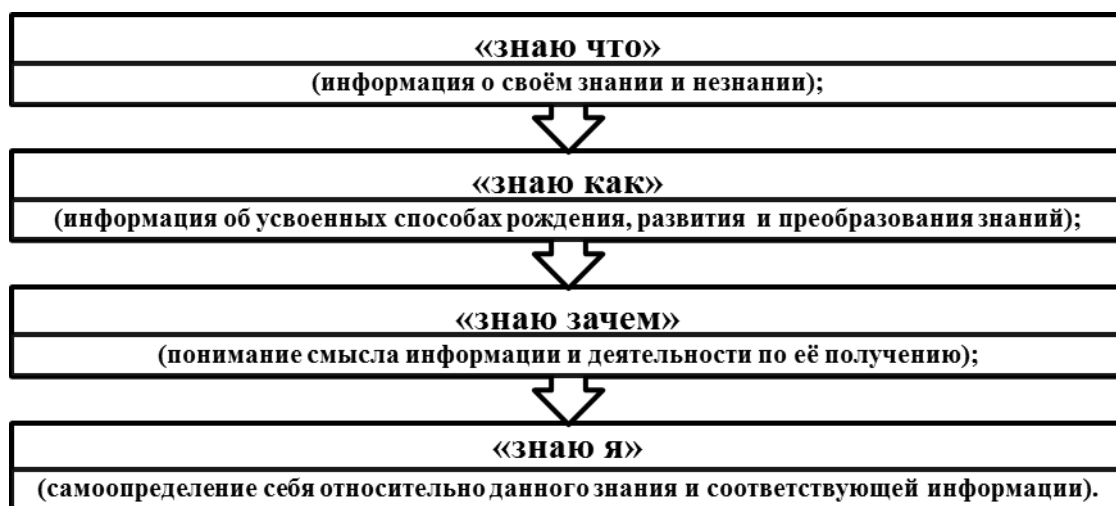 «знаю что»
(информация о своём знании и незнании);
«знаю как»
(информация об усвоенных способах рождения, развития и преобразования знаний);
«знаю зачем»
(понимание смысла информации и деятельности по её получению);
«знаю я»
(самоопределение себя относительно данного знания и соответствующей информации).